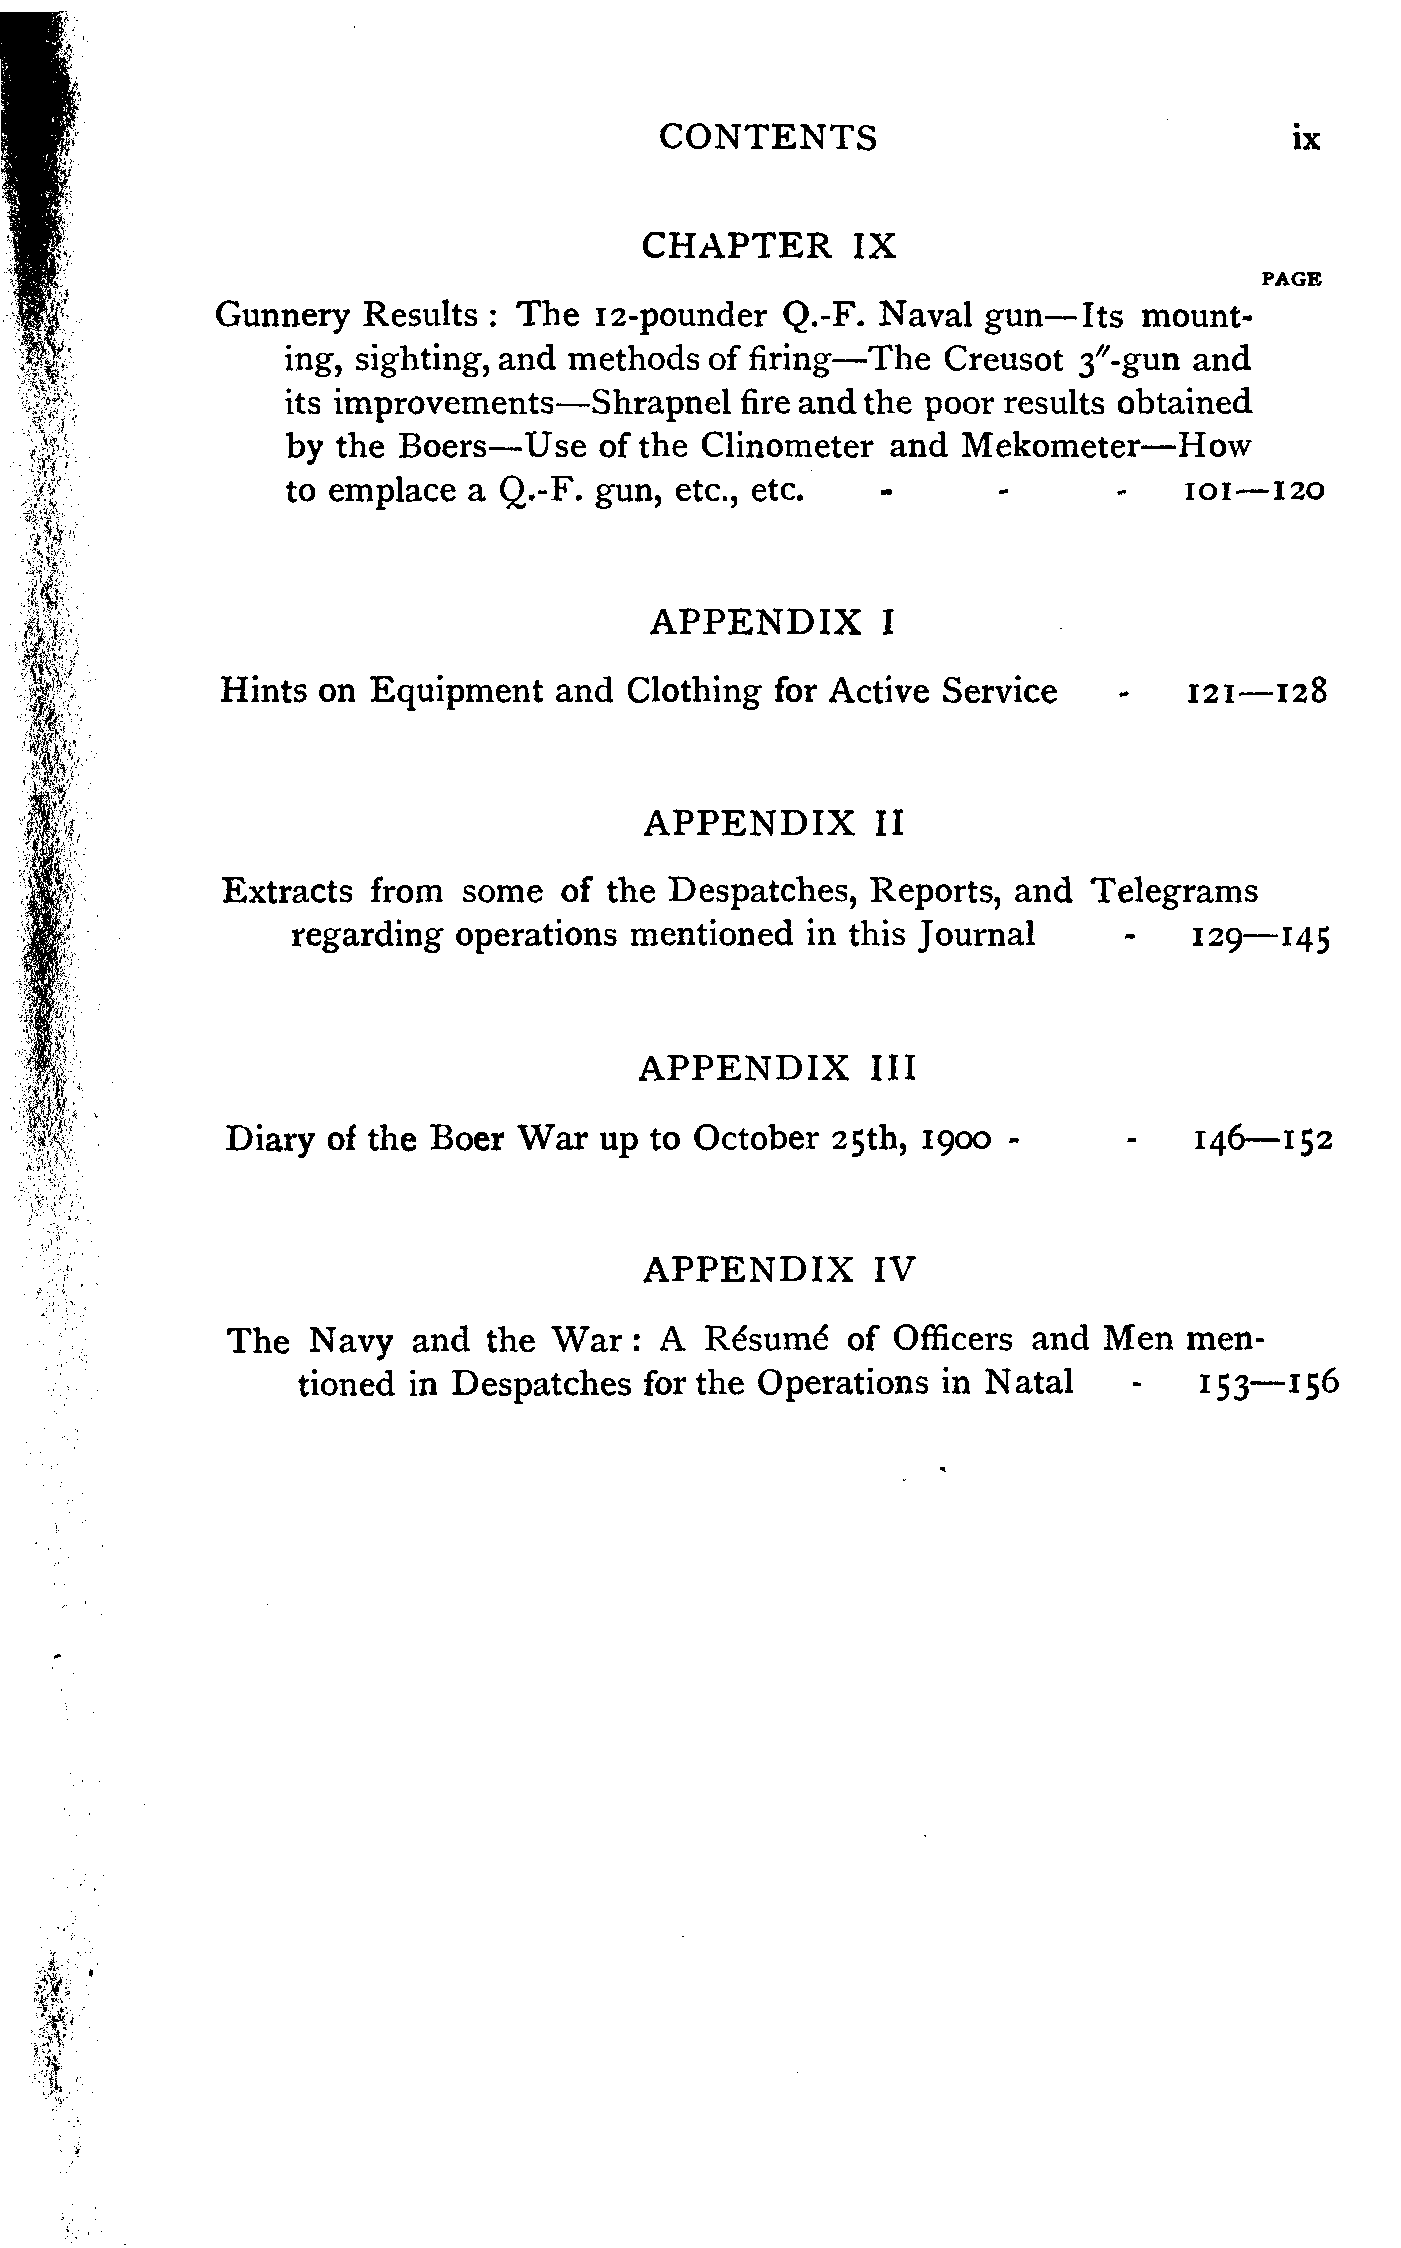 CONTENTS ix
CHAPTER IX
PAGE
Gunnery Results : The 12-pounder Q.-F. Naval gun—Its mount-
ing, sighting, and methods of firing—The Creusot 3″-gun and
its improvements—Shrapnel fire and the poor results obtained
by the Boers—Use of the Clinometer and Mekometer—How
to emplace a Q.-F. gun, etc., etc. - - - 101—120
APPENDIX I
Hints on Equipment and Clothing for Active Service - 121—128
APPENDIX II
Extracts from some of the Despatches, Reports, and Telegrams
regarding operations mentioned in this Journal - 129—145
APPENDIX III
Diary of the Boer War up to October 25th, 1900 - - 146—152
APPENDIX IV
The Navy and the War : A Résumé of Officers and Men men-
tioned in Despatches for the Operations in Natal - 153—156